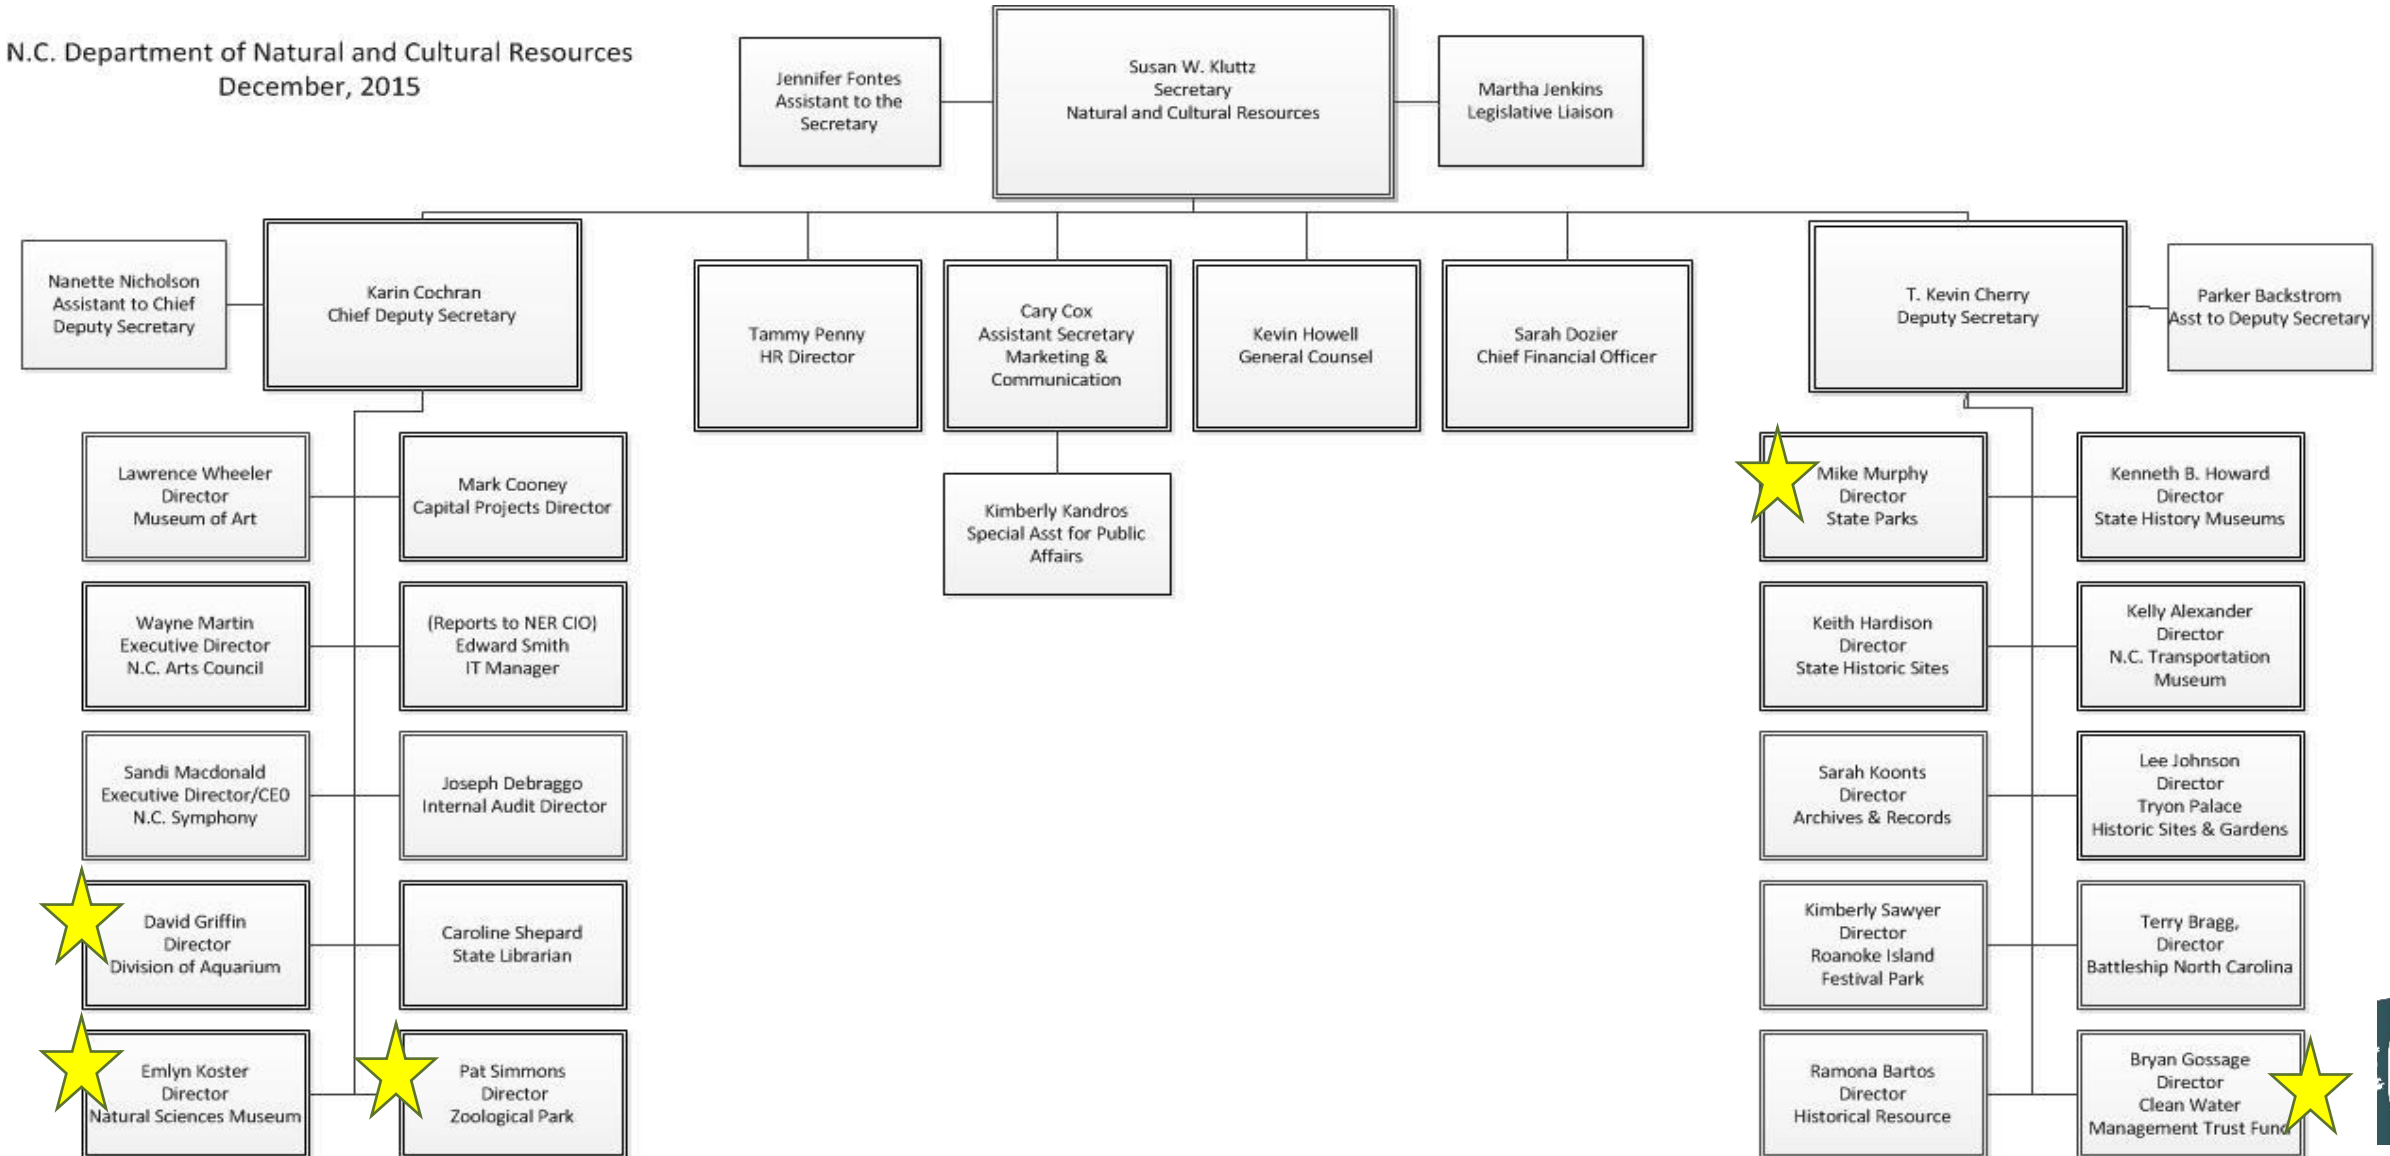 N.C. Department of Natural and Cultural Resources
December, 2015
Jennifer Fontes
Assistant to the
Secretary
Susan W. Kluttz
Secretary
Natural and Cultural Resources
Martha Jenkins
Legislative Liaison
Nanette Nicholson
Assistant to Chief
Deputy Secretary
Karin Cochran
Chief Deputy Secretary
Tammy Penny
HR Director
Cary Cox
Assistant Secretary
Marketing &
Communication
Kevin Howell
General Counsel
Sarah Dozier
Chief Financial Officer
T. Kevin Cherry
Deputy Secretary
Parker Backstrom
Asst to Deputy Secretary
Kimberly Kandros
Special Asst for Public
Affairs
Lawrence Wheeler
Director
Museum of Art
Mark Cooney
Capital Projects Director
Wayne Martin
Executive Director
N.C. Arts Council
(Reports to NER CIO)
Edward Smith
IT Manager
Sandi Macdonald
Executive Director/CEO
N.C. Symphony
Joseph Debraggo
Internal Audit Director
David Griffin
Director
Division of Aquarium
Caroline Shepard
State Librarian
Emlyn Koster
Director
Natural Sciences Museum
Pat Simmons
Director
Zoological Park
Mike Murphy
Director
State Parks
Kenneth B. Howard
Director
State History Museums
Keith Hardison
Director
State Historic Sites
Kelly Alexander
Director
N.C. Transportation
Museum
Sarah Koonts
Director
Archives & Records
Lee Johnson
Director
Tryon Palace
Historic Sites & Gardens
Kimberly Sawyer
Director
Roanoke Island
Festival Park
Terry Bragg,
Director
Battleship North Carolina
Ramona Bartos
Director
Historical Resource
Bryan Gossage
Director
Clean Water
Management Trust Fund